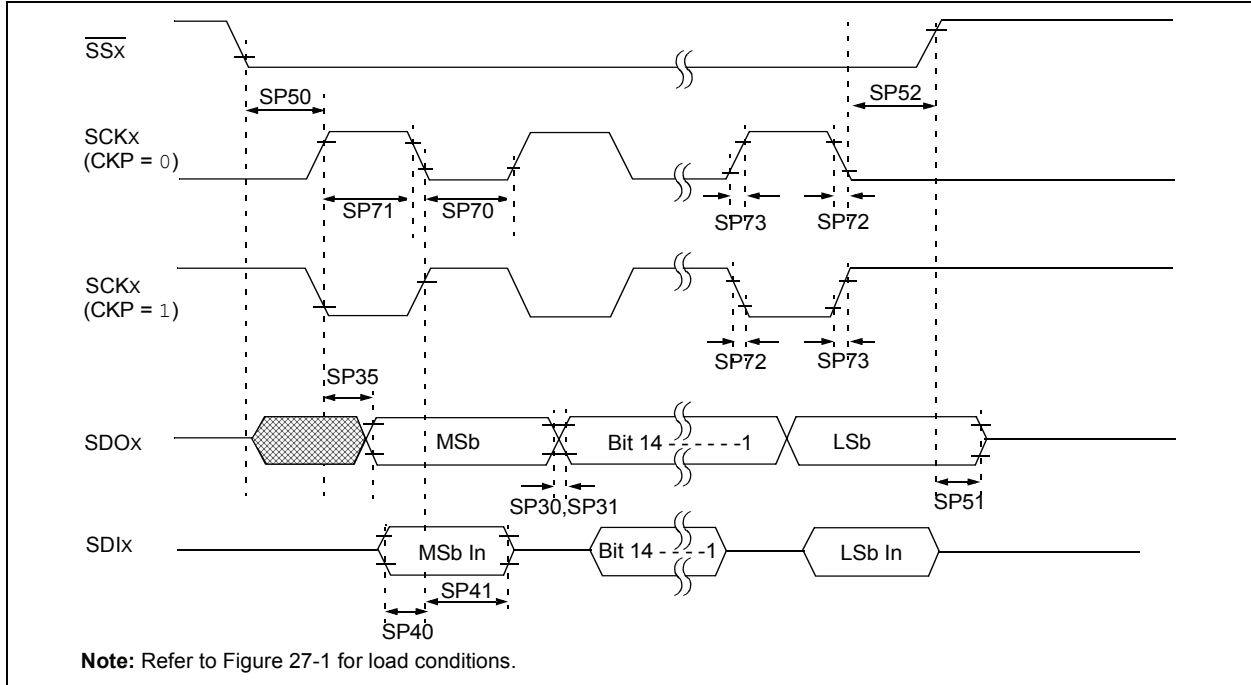 SSX
SP50
SP52
SCKX
(CKP = 0)
SP71
SP70
SP73
SP72
SCKX
(CKP = 1)
SP72
SP73
SP35
SDOX
MSb
Bit 14 - - - - - -1
LSb
SP30,SP31
SP51
SDIX
MSb In
Bit 14 - - - -1
LSb In
SP41
SP40
Note: Refer to Figure 27-1 for load conditions.